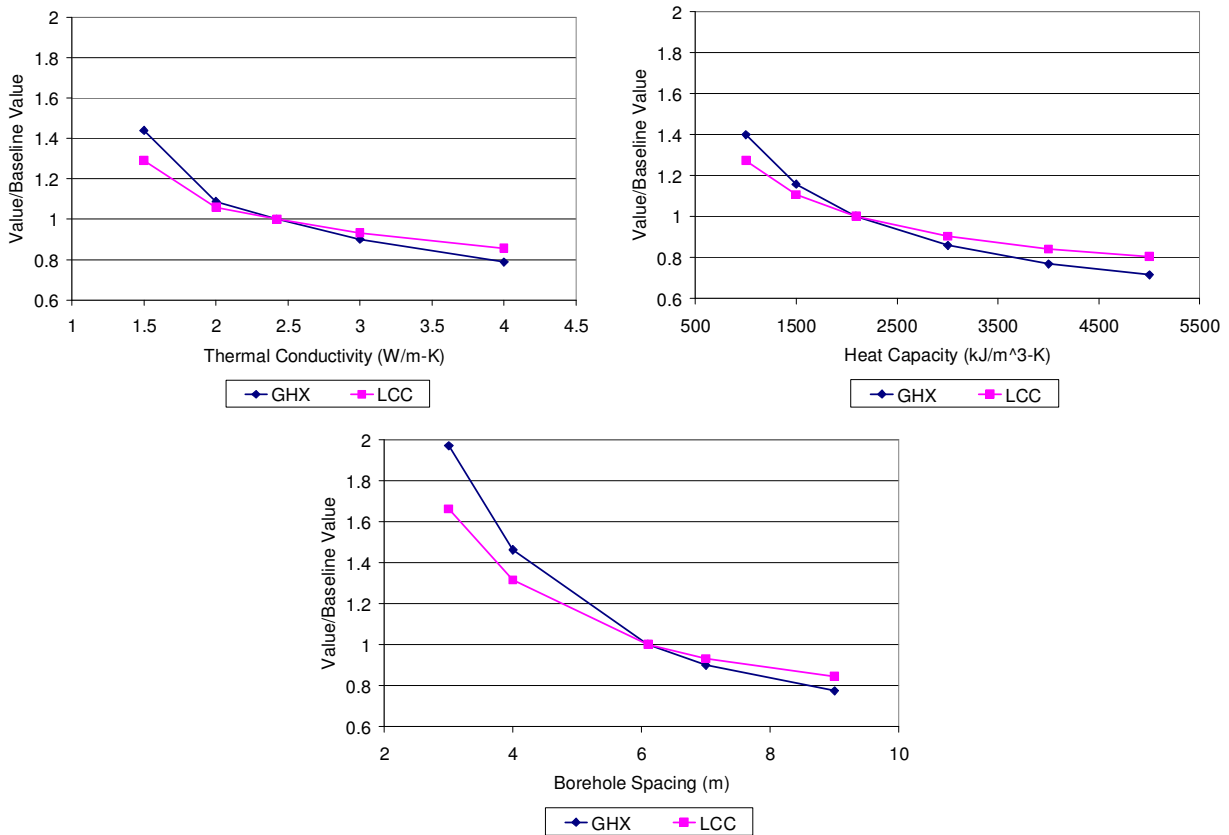 Value/Baseline Value
2
1.8
1.6
1.4
1.2
1
0.8
0.6
1 1.5 2 2.5 3 3.5 4 4.5
Thermal Conductivity (W/m-K)
GHX LCC
Value/Baseline Value
2
1.8
1.6
1.4
1.2
1
0.8
0.6
500 1500 2500 3500 4500 5500
Heat Capacity (kJ/m^3-K)
GHX LCC
Value/Baseline Value
2
1.8
1.6
1.4
1.2
1
0.8
0.6
2 4 6 8 10
Borehole Spacing (m)
GHX LCC